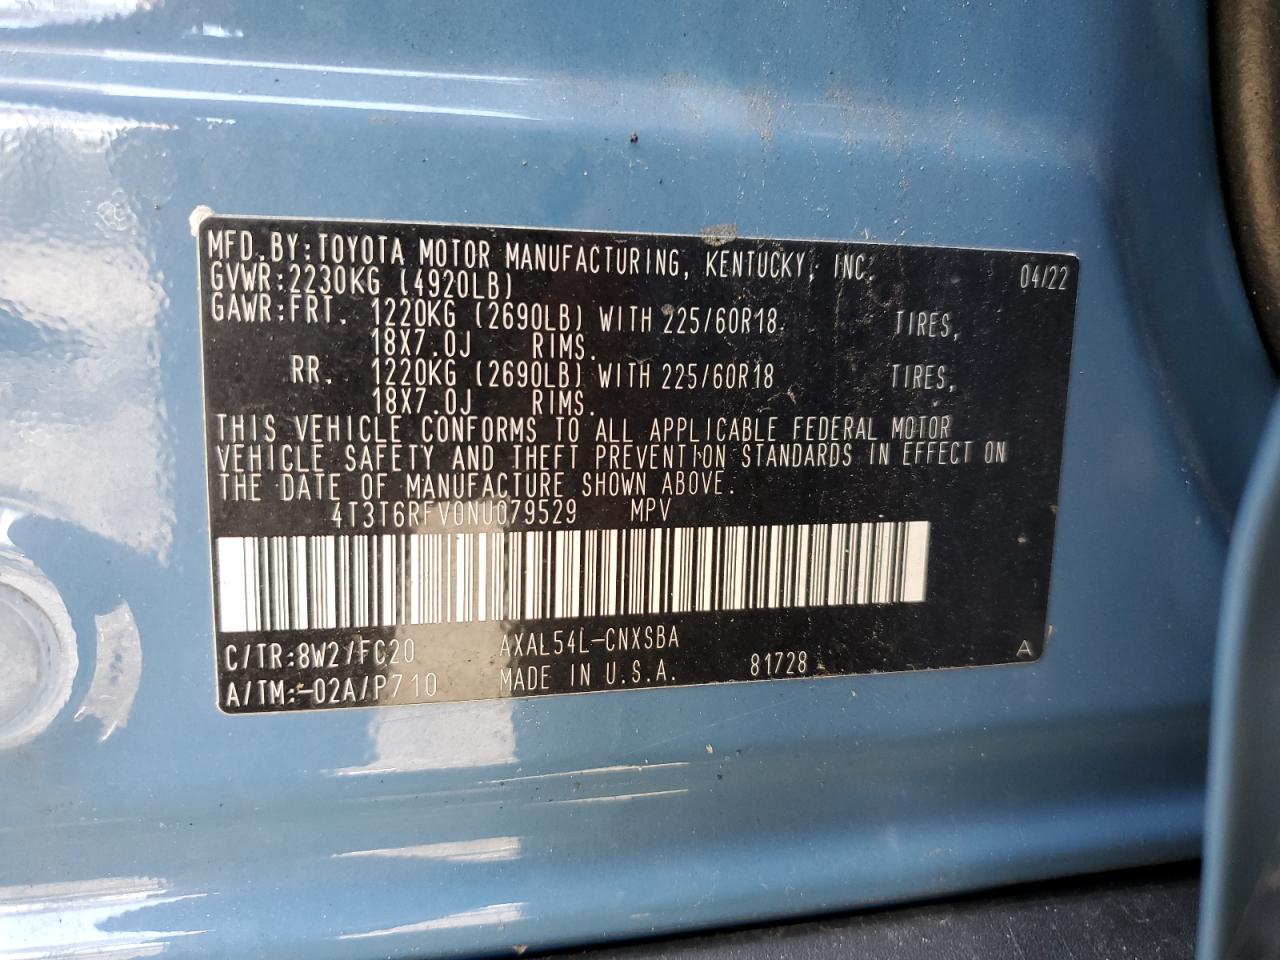 MFD.BY:TOYOTA MOTOR MANUFACTURING, KENTUCKY, INC. 04/22
GVWR:2230KG (4920LB)
GAWR:FRT. 1220KG (2690LB) WITH 225/60R18 TIRES,
18X7.0J RIMS.
RR. 1220KG (2690LB) WITH 225/60R18 TIRES,
18X7.0J RIMS.
THIS VEHICLE CONFORMS TO ALL APPLICABLE FEDERAL MOTOR
VEHICLE SAFETY AND THEFT PREVENTION STANDARDS IN EFFECT ON
THE DATE OF MANUFACTURE SHOWN ABOVE.
4T3T6RFV0NU079529 MPV
C/TR:8W2/FC20 AXAL54L-CNXSBA
A/TM:-02A/P710 MADE IN U.S.A. 81728 A